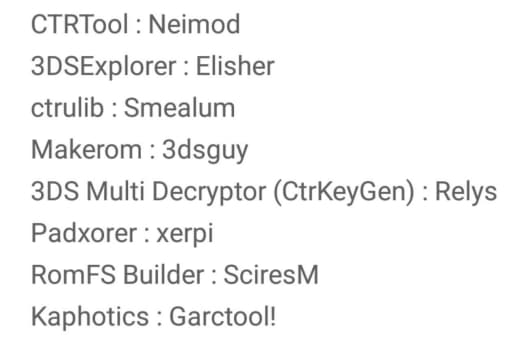 CTRTool : Neimod
3DSExplorer : Elisher
ctrulib : Smealum
Makerom : 3dsguy
3DS Multi Decryptor (CtrKeyGen) : Relys
Padxorer : xerpi
RomFS Builder : SciresM
Kaphotics : Garctool!